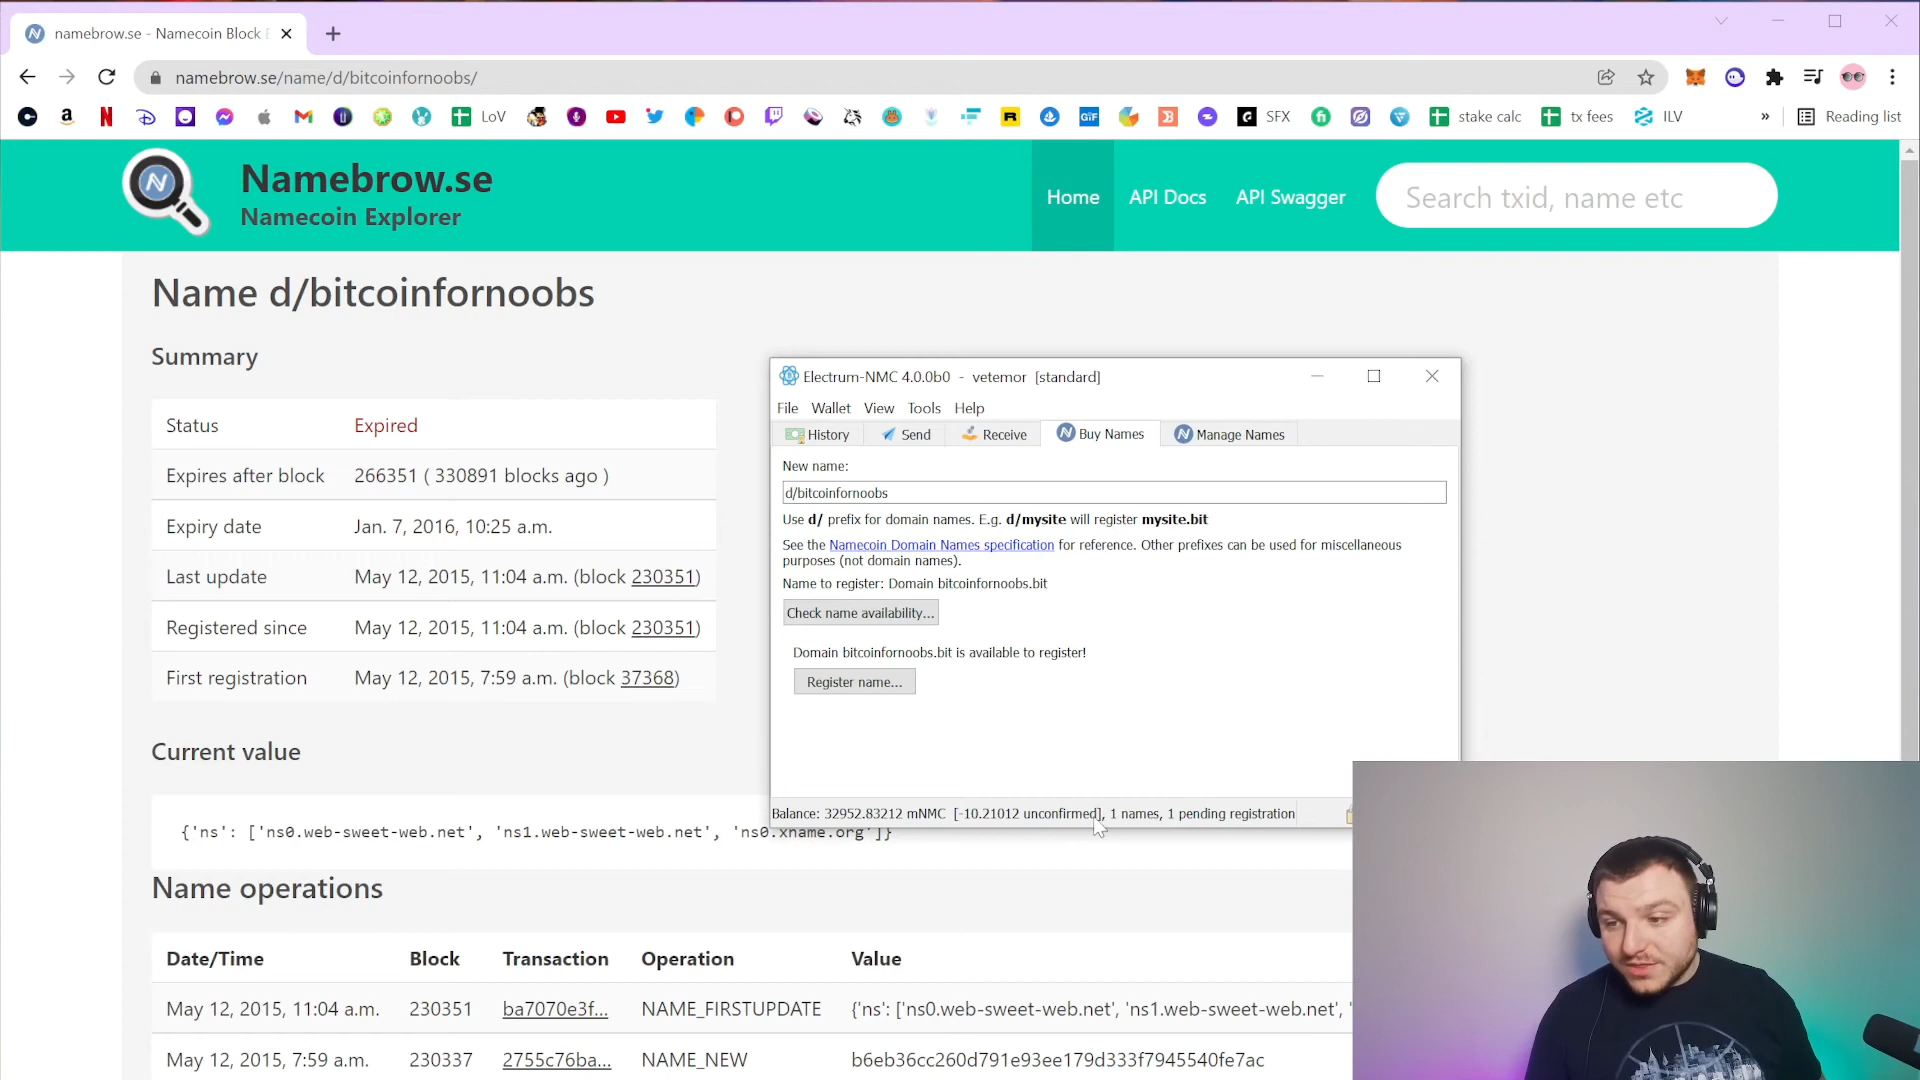 namebrow.se - Namecoin Block E
namebrow.se/name/d/bitcoinfornoobs/
LoV
GIF
SFX
stake calc
tx fees
ILV
»
Reading list
Namebrow.se
Namecoin Explorer
Home
API Docs
API Swagger
Search txid, name etc
Name d/bitcoinfornoobs
Summary
Status Expired
Expires after block 266351 ( 330891 blocks ago )
Expiry date Jan. 7, 2016, 10:25 a.m.
Last update May 12, 2015, 11:04 a.m. (block 230351)
Registered since May 12, 2015, 11:04 a.m. (block 230351)
First registration May 12, 2015, 7:59 a.m. (block 37368)
Current value
{'ns': ['ns0.web-sweet-web.net', 'ns1.web-sweet-web.net', 'ns0.xname.org']}
Name operations
Date/Time Block Transaction Operation Value
May 12, 2015, 11:04 a.m. 230351 ba7070e3f... NAME_FIRSTUPDATE {'ns': ['ns0.web-sweet-web.net', 'ns1.web-sweet-web.net', '
May 12, 2015, 7:59 a.m. 230337 2755c76ba... NAME_NEW b6eb36cc260d791e93ee179d333f7945540fe7ac
Electrum-NMC 4.0.0b0 - vetemor [standard]
File Wallet View Tools Help
History Send Receive Buy Names Manage Names
New name:
d/bitcoinfornoobs
Use d/ prefix for domain names. E.g. d/mysite will register mysite.bit
See the Namecoin Domain Names specification for reference. Other prefixes can be used for miscellaneous
purposes (not domain names).
Name to register: Domain bitcoinfornoobs.bit
Check name availability...
Domain bitcoinfornoobs.bit is available to register!
Register name...
Balance: 32952.83212 mNMC [-10.21012 unconfirmed], 1 names, 1 pending registration